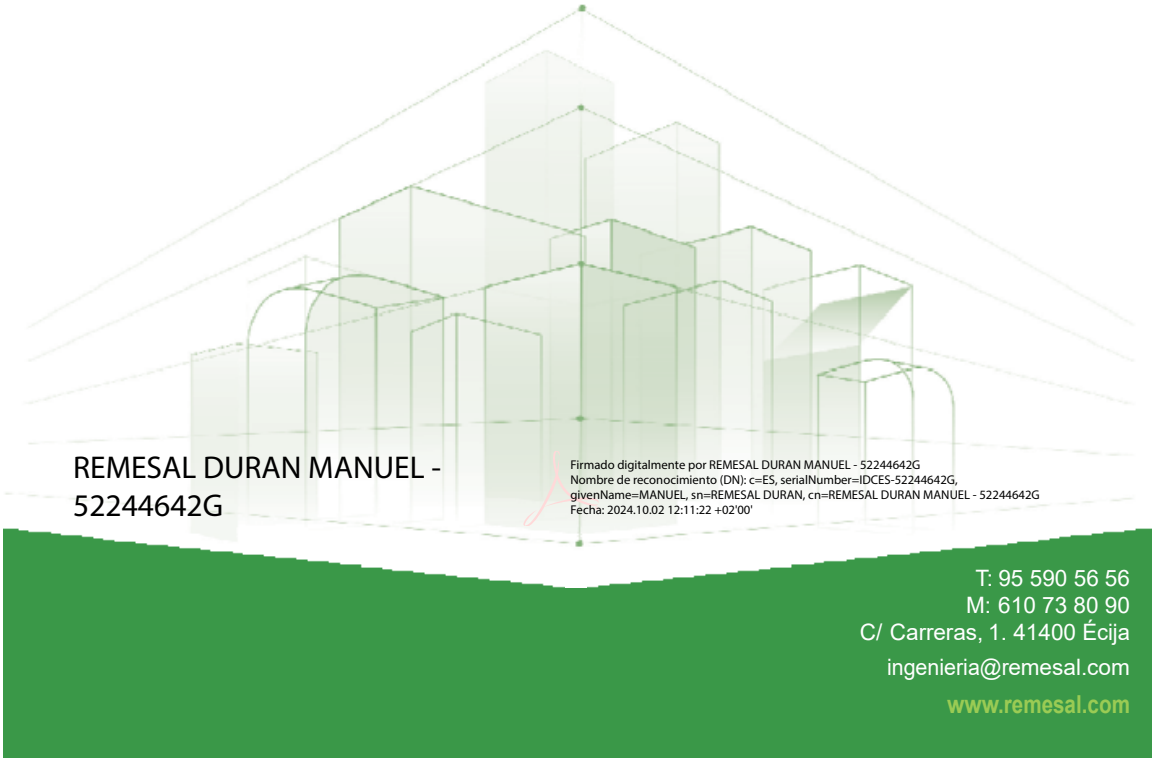 REMESAL DURAN MANUEL -
52244642G
Firmado digitalmente por REMESAL DURAN MANUEL - 52244642G
Nombre de reconocimiento (DN): c=ES, serialNumber=IDCES-52244642G,
givenName=MANUEL, sn=REMESAL DURAN, cn=REMESAL DURAN MANUEL - 52244642G
Fecha: 2024.10.02 12:11:22 +02'00'
T: 95 590 56 56
M: 610 73 80 90
C/ Carreras, 1. 41400 Écija
ingenieria@remesal.com
www.remesal.com